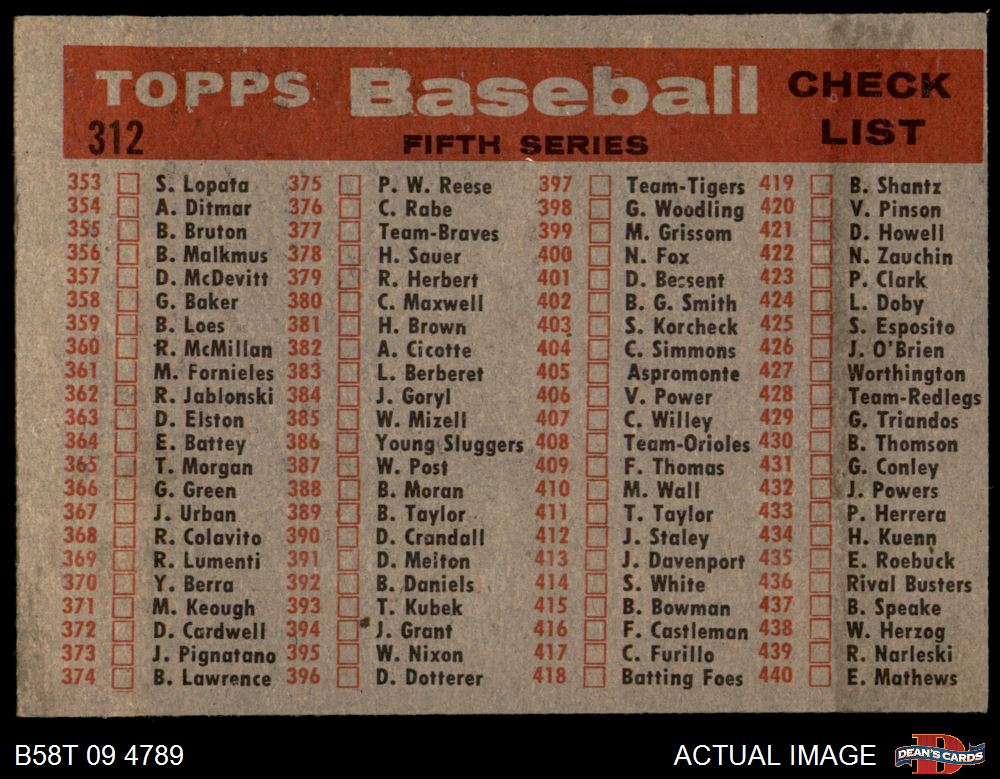 TOPPS Baseball CHECK LIST
312 FIFTH SERIES
353 S. Lopata
354 A. Ditmar
355 B. Bruton
356 B. Malkmus
357 D. McDevitt
358 G. Baker
359 B. Loes
360 R. McMillan
361 M. Fornieles
362 R. Jablonski
363 D. Elston
364 E. Battey
365 T. Morgan
366 G. Green
367 J. Urban
368 R. Colavito
369 R. Lumenti
370 Y. Berra
371 M. Keough
372 D. Cardwell
373 J. Pignatano
374 B. Lawrence
375 P. W. Reese
376 C. Rabe
377 Team-Braves
378 H. Sauer
379 R. Herbert
380 C. Maxwell
381 H. Brown
382 A. Cicotte
383 L. Berberet
384 J. Goryl
385 W. Mizell
386 Young Sluggers
387 W. Post
388 B. Moran
389 B. Taylor
390 D. Crandall
391 D. Melton
392 B. Daniels
393 T. Kubek
394 J. Grant
395 W. Nixon
396 D. Dotterer
397 Team-Tigers
398 G. Woodling
399 M. Grissom
400 N. Fox
401 D. Bessent
402 B. G. Smith
403 S. Korcheck
404 C. Simmons
405 Aspromonte
406 V. Power
407 C. Willey
408 Team-Orioles
409 F. Thomas
410 M. Wall
411 T. Taylor
412 J. Staley
413 J. Davenport
414 S. White
415 B. Bowman
416 F. Castleman
417 C. Furillo
418 Batting Foes
419 B. Shantz
420 V. Pinson
421 D. Howell
422 N. Zauchin
423 P. Clark
424 L. Doby
425 S. Esposito
426 J. O'Brien
427 Worthington
428 Team-Redlegs
429 G. Triandos
430 B. Thomson
431 G. Conley
432 J. Powers
433 P. Herrera
434 H. Kuenn
435 E. Roebuck
436 Rival Busters
437 B. Speake
438 W. Herzog
439 R. Narleski
440 E. Mathews
B58T 09 4789
ACTUAL IMAGE
DEAN'S CARDS